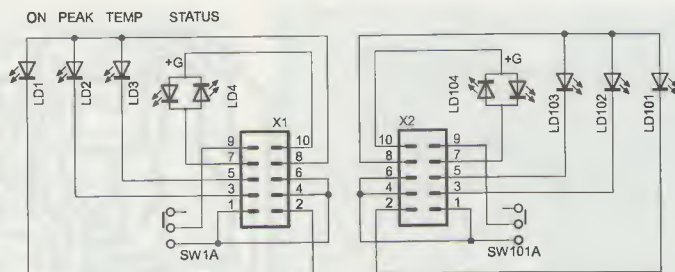 ON PEAK TEMP STATUS
+G
+G
LD1
LD2
LD3
LD4
LD104
LD103
LD102
LD101
X1
X2
9 10
7 8
5 6
3 4
1 2
10 9
8 7
6 5
4 3
2 1
SW1A
SW101A